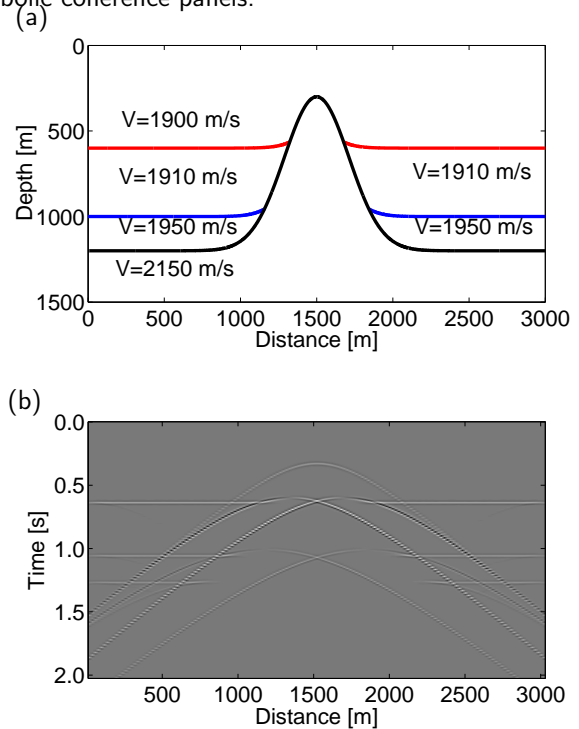 bolic coherence panels.
(a)
0
500
1000
1500
Depth [m]
V=1900 m/s
V=1910 m/s
V=1910 m/s
V=1950 m/s
V=1950 m/s
V=2150 m/s
0 500 1000 1500 2000 2500 3000
Distance [m]
(b)
0.0
0.5
1.0
1.5
2.0
Time [s]
500 1000 1500 2000 2500 3000
Distance [m]